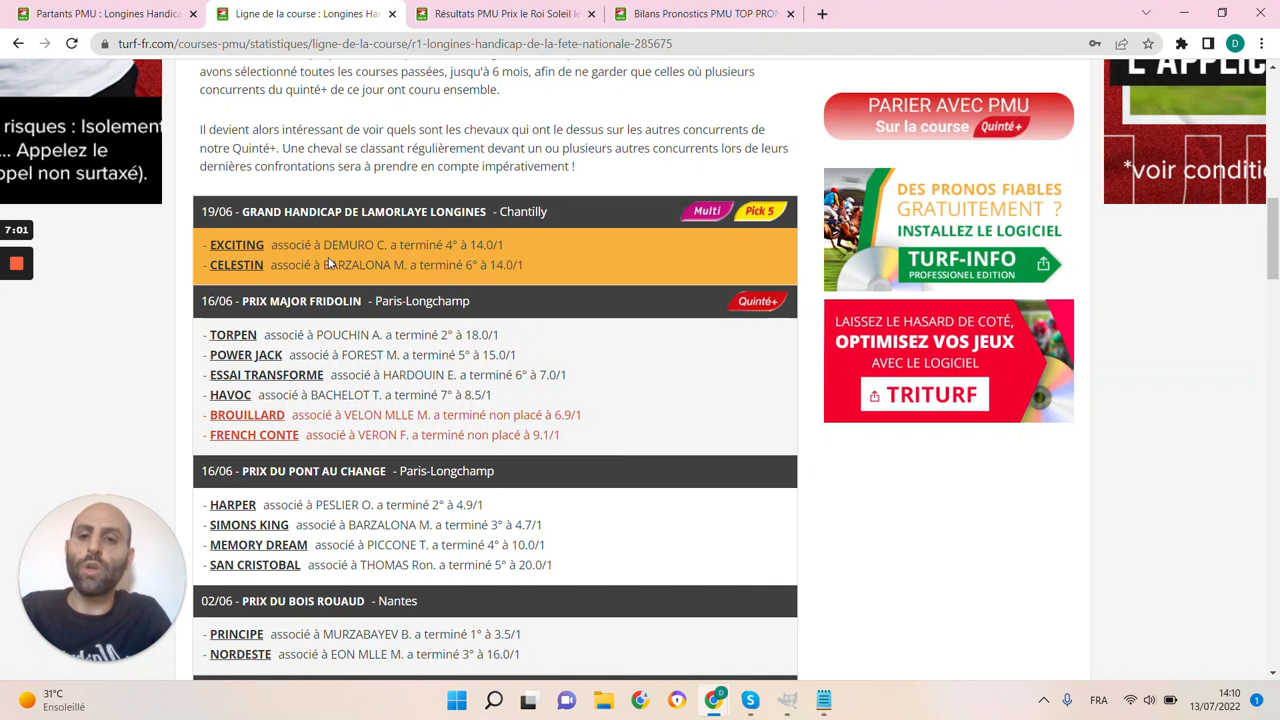 Partants PMU : Longines Handica
Ligne de la course : Longines Ha
Résultats PMU Prix le Roi Soleil le
Bilans Pronostics PMU TOP PRON
turf-fr.com/courses-pmu/statistiques/ligne-de-la-course/r1-longines-handicap-de-la-fete-nationale-285675
avons sélectionné toutes les courses passées, jusqu'à 6 mois, afin de ne garder que celles où plusieurs
concurrents du quinté+ de ce jour ont couru ensemble.
Il devient alors intéressant de voir quels sont les chevaux qui ont le dessus sur les autres concurrents de
notre Quinté+. Une cheval se classant régulièrement devant un ou plusieurs autres concurrents lors de leurs
dernières confrontations sera à prendre en compte impérativement !
risques : Isolement
... Appelez le
ppel non surtaxé).
7:01
19/06 - GRAND HANDICAP DE LAMORLAYE LONGINES - Chantilly Multi Pick 5
- EXCITING associé à DEMURO C. a terminé 4° à 14.0/1
- CELESTIN associé à BARZALONA M. a terminé 6° à 14.0/1
16/06 - PRIX MAJOR FRIDOLIN - Paris-Longchamp Quinté+
- TORPEN associé à POUCHIN A. a terminé 2° à 18.0/1
- POWER JACK associé à FOREST M. a terminé 5° à 15.0/1
- ESSAI TRANSFORME associé à HARDOUIN E. a terminé 6° à 7.0/1
- HAVOC associé à BACHELOT T. a terminé 7° à 8.5/1
- BROUILLARD associé à VELON MLLE M. a terminé non placé à 6.9/1
- FRENCH CONTE associé à VERON F. a terminé non placé à 9.1/1
16/06 - PRIX DU PONT AU CHANGE - Paris-Longchamp
- HARPER associé à PESLIER O. a terminé 2° à 4.9/1
- SIMONS KING associé à BARZALONA M. a terminé 3° à 4.7/1
- MEMORY DREAM associé à PICCONE T. a terminé 4° à 10.0/1
- SAN CRISTOBAL associé à THOMAS Ron. a terminé 5° à 20.0/1
02/06 - PRIX DU BOIS ROUAUD - Nantes
- PRINCIPE associé à MURZABAYEV B. a terminé 1° à 3.5/1
- NORDESTE associé à EON MLLE M. a terminé 3° à 16.0/1
PARIER AVEC PMU
Sur la course Quinté+
DES PRONOS FIABLES
GRATUITEMENT ?
INSTALLEZ LE LOGICIEL
TURF-INFO
PROFESSIONEL EDITION
LAISSEZ LE HASARD DE COTÉ,
OPTIMISEZ VOS JEUX
AVEC LE LOGICIEL
TRITURF
L'APPLIC
*voir conditi
31°C
Ensoleillé
FRA
14:10
13/07/2022